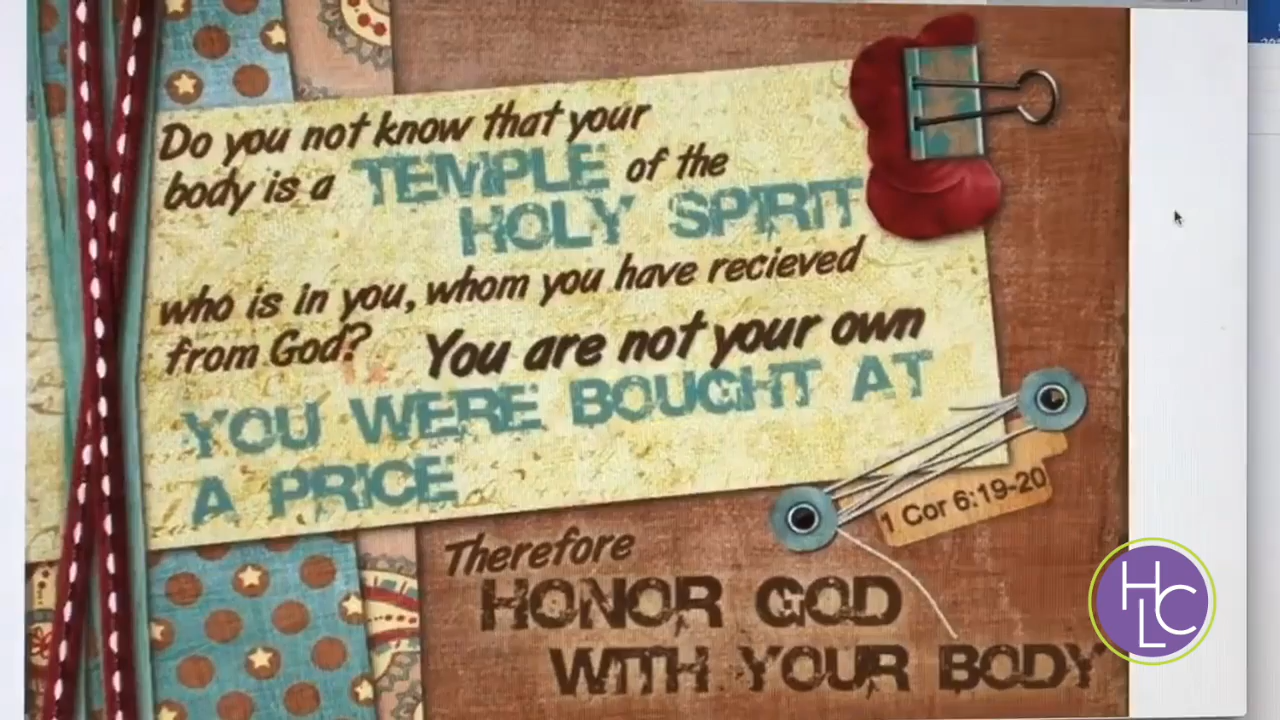 Do you not know that your
body is a TEMPLE of the
HOLY SPIRIT
who is in you, whom you have recieved
from God? You are not your own
YOU WERE BOUGHT AT
A PRICE
1 Cor 6:19-20
Therefore
HONOR GOD
WITH YOUR BODY
HLC